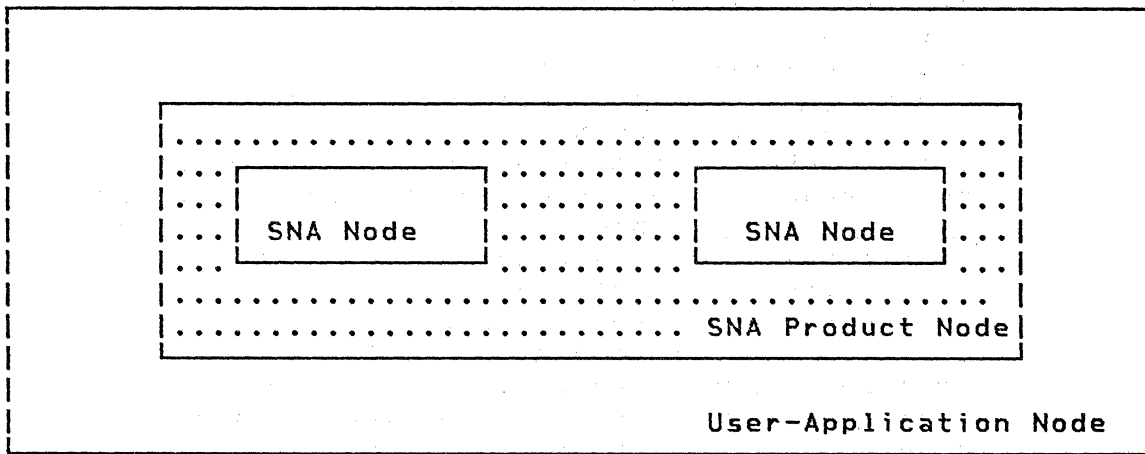 SNA Node SNA Node
SNA Product Node
User-Application Node